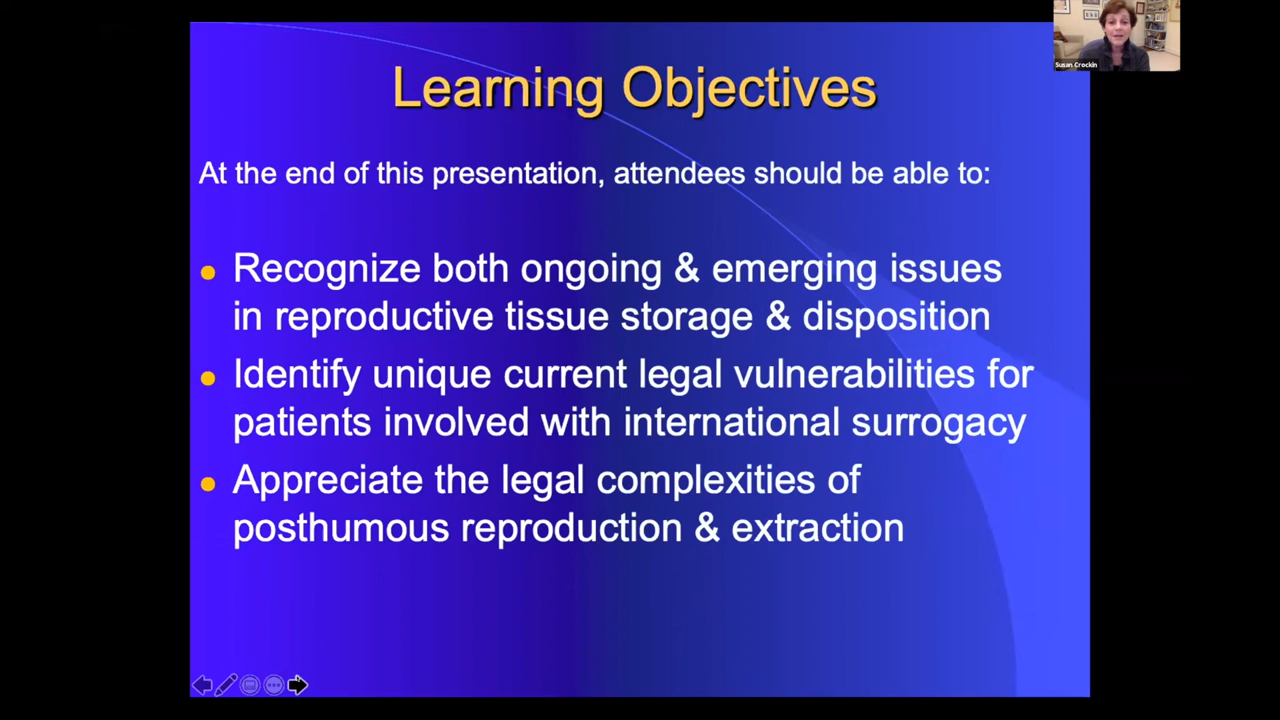 Susan Crockin
Learning Objectives
At the end of this presentation, attendees should be able to:
Recognize both ongoing & emerging issues
in reproductive tissue storage & disposition
Identify unique current legal vulnerabilities for
patients involved with international surrogacy
Appreciate the legal complexities of
posthumous reproduction & extraction